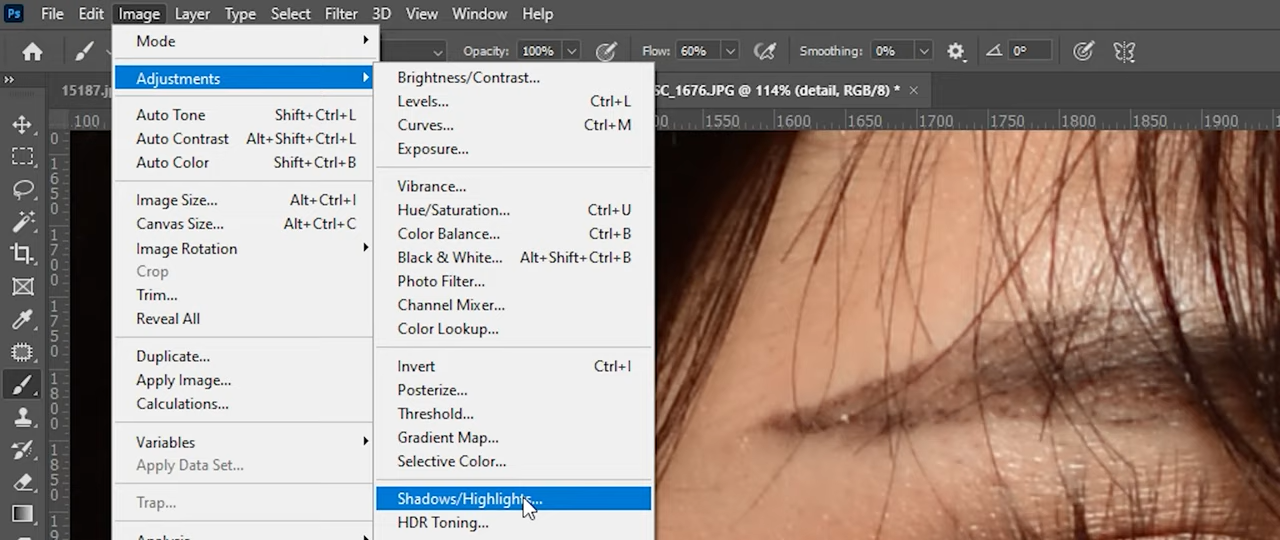 Ps File Edit Image Layer Type Select Filter 3D View Window Help
Opacity: 100% Flow: 60% Smoothing: 0% 0°
15187.j SC_1676.JPG @ 114% (detail, RGB/8) * ×
100 1550 1600 1650 1700 1750 1800 1850 1900
Mode
Adjustments
Auto Tone Shift+Ctrl+L
Auto Contrast Alt+Shift+Ctrl+L
Auto Color Shift+Ctrl+B
Image Size... Alt+Ctrl+I
Canvas Size... Alt+Ctrl+C
Image Rotation
Crop
Trim...
Reveal All
Duplicate...
Apply Image...
Calculations...
Variables
Apply Data Set...
Trap...
Analysis
Brightness/Contrast...
Levels... Ctrl+L
Curves... Ctrl+M
Exposure...
Vibrance...
Hue/Saturation... Ctrl+U
Color Balance... Ctrl+B
Black & White... Alt+Shift+Ctrl+B
Photo Filter...
Channel Mixer...
Color Lookup...
Invert Ctrl+I
Posterize...
Threshold...
Gradient Map...
Selective Color...
Shadows/Highlights...
HDR Toning...